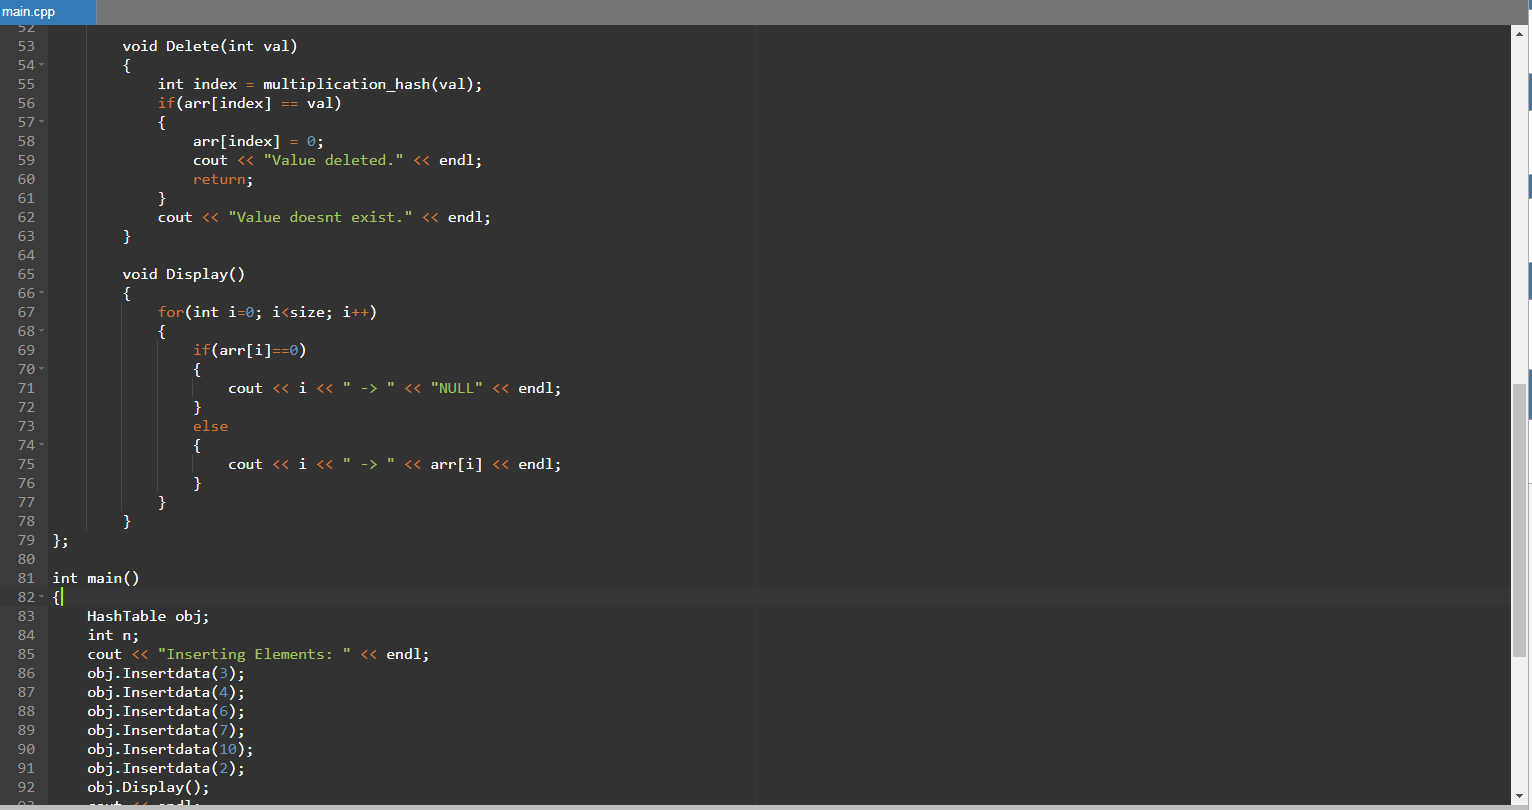 main.cpp
52
53 void Delete(int val)
54 {
55 int index = multiplication_hash(val);
56 if(arr[index] == val)
57 {
58 arr[index] = 0;
59 cout << "Value deleted." << endl;
60 return;
61 }
62 cout << "Value doesnt exist." << endl;
63 }
64
65 void Display()
66 {
67 for(int i=0; i<size; i++)
68 {
69 if(arr[i]==0)
70 {
71 cout << i << " -> " << "NULL" << endl;
72 }
73 else
74 {
75 cout << i << " -> " << arr[i] << endl;
76 }
77 }
78 }
79 };
80
81 int main()
82 {
83 HashTable obj;
84 int n;
85 cout << "Inserting Elements: " << endl;
86 obj.Insertdata(3);
87 obj.Insertdata(4);
88 obj.Insertdata(6);
89 obj.Insertdata(7);
90 obj.Insertdata(10);
91 obj.Insertdata(2);
92 obj.Display();
93 cout << endl;